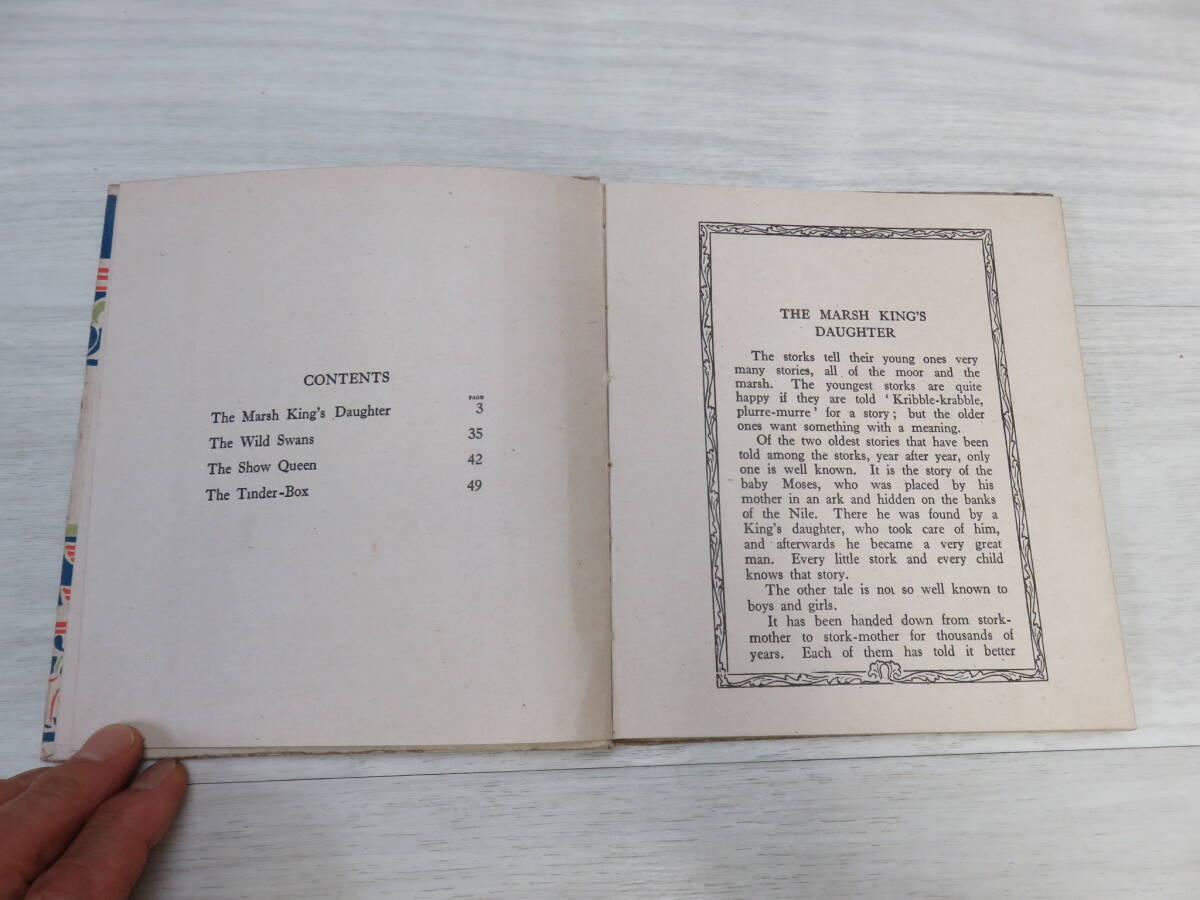 CONTENTS
PAGE
The Marsh King's Daughter 3
The Wild Swans 35
The Show Queen 42
The Tinder-Box 49
THE MARSH KING'S
DAUGHTER
The storks tell their young ones very
many stories, all of the moor and the
marsh. The youngest storks are quite
happy if they are told 'Kribble-krabble,
plurre-murre' for a story; but the older
ones want something with a meaning.
Of the two oldest stories that have been
told among the storks, year after year, only
one is well known. It is the story of the
baby Moses, who was placed by his
mother in an ark and hidden on the banks
of the Nile. There he was found by a
King's daughter, who took care of him,
and afterwards he became a very great
man. Every little stork and every child
knows that story.
The other tale is not so well known to
boys and girls.
It has been handed down from stork-
mother to stork-mother for thousands of
years. Each of them has told it better